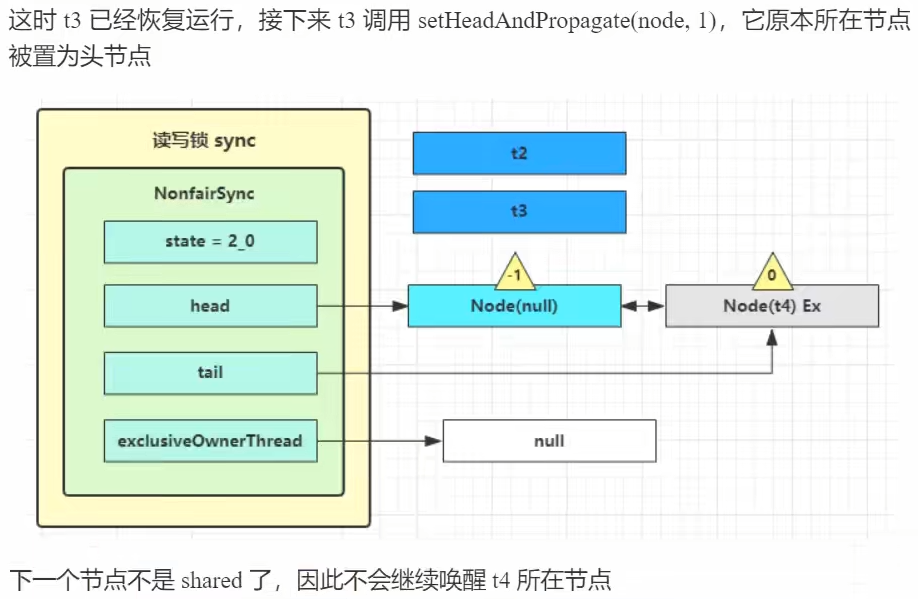 这时 t3 已经恢复运行，接下来 t3 调用 setHeadAndPropagate(node, 1)，它原本所在节点
被置为头节点
读写锁 sync
NonfairSync
state = 2_0
head
tail
exclusiveOwnerThread
t2
t3
-1
Node(null)
0
Node(t4) Ex
null
下一个节点不是 shared 了，因此不会继续唤醒 t4 所在节点